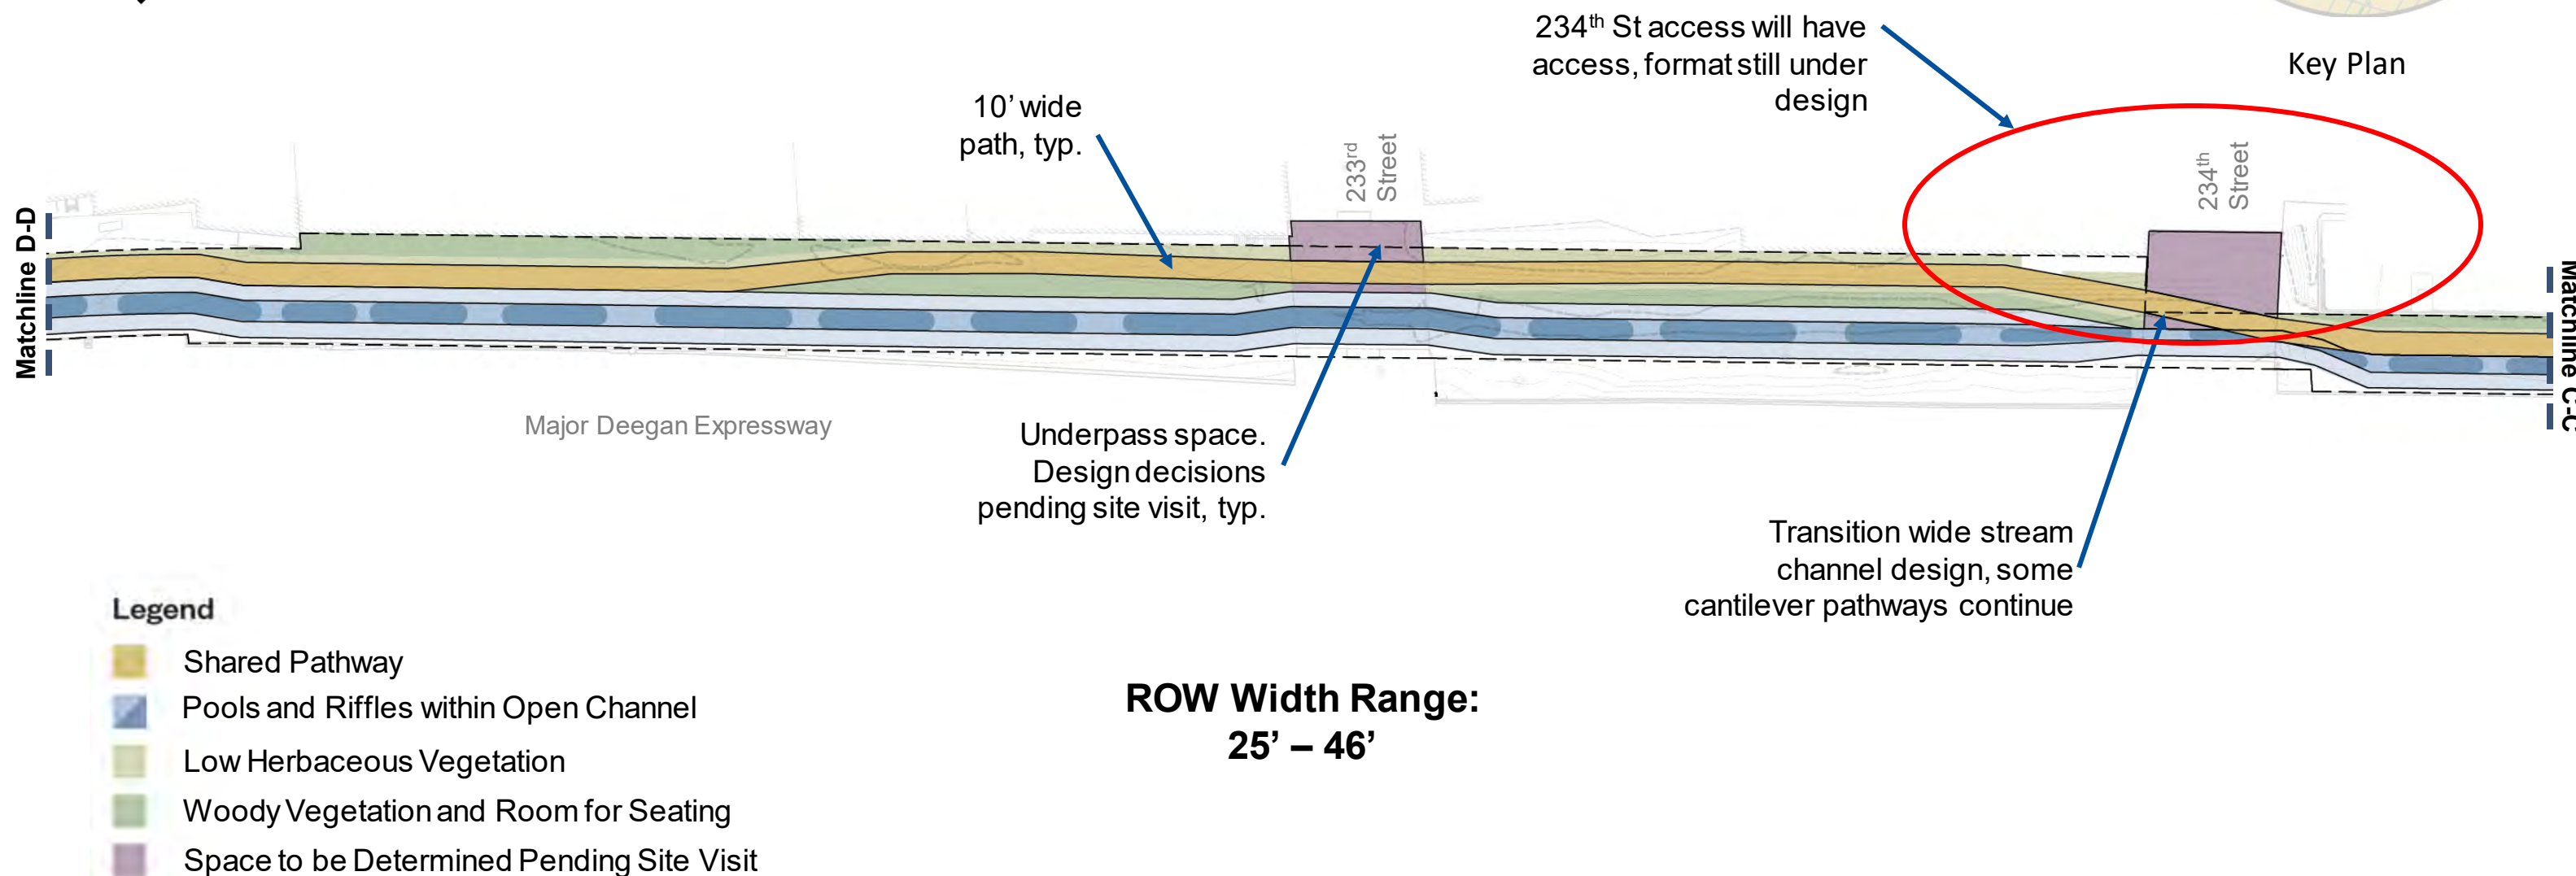 234th St access will have
access, format still under
design
Key Plan
10’ wide
path, typ.
233rd
Street
234th
Street
Matchline D-D
Matchline C-C
Major Deegan Expressway
Underpass space.
Design decisions
pending site visit, typ.
Transition wide stream
channel design, some
cantilever pathways continue
Legend
Shared Pathway
Pools and Riffles within Open Channel
Low Herbaceous Vegetation
Woody Vegetation and Room for Seating
Space to be Determined Pending Site Visit
ROW Width Range:
25’ – 46’